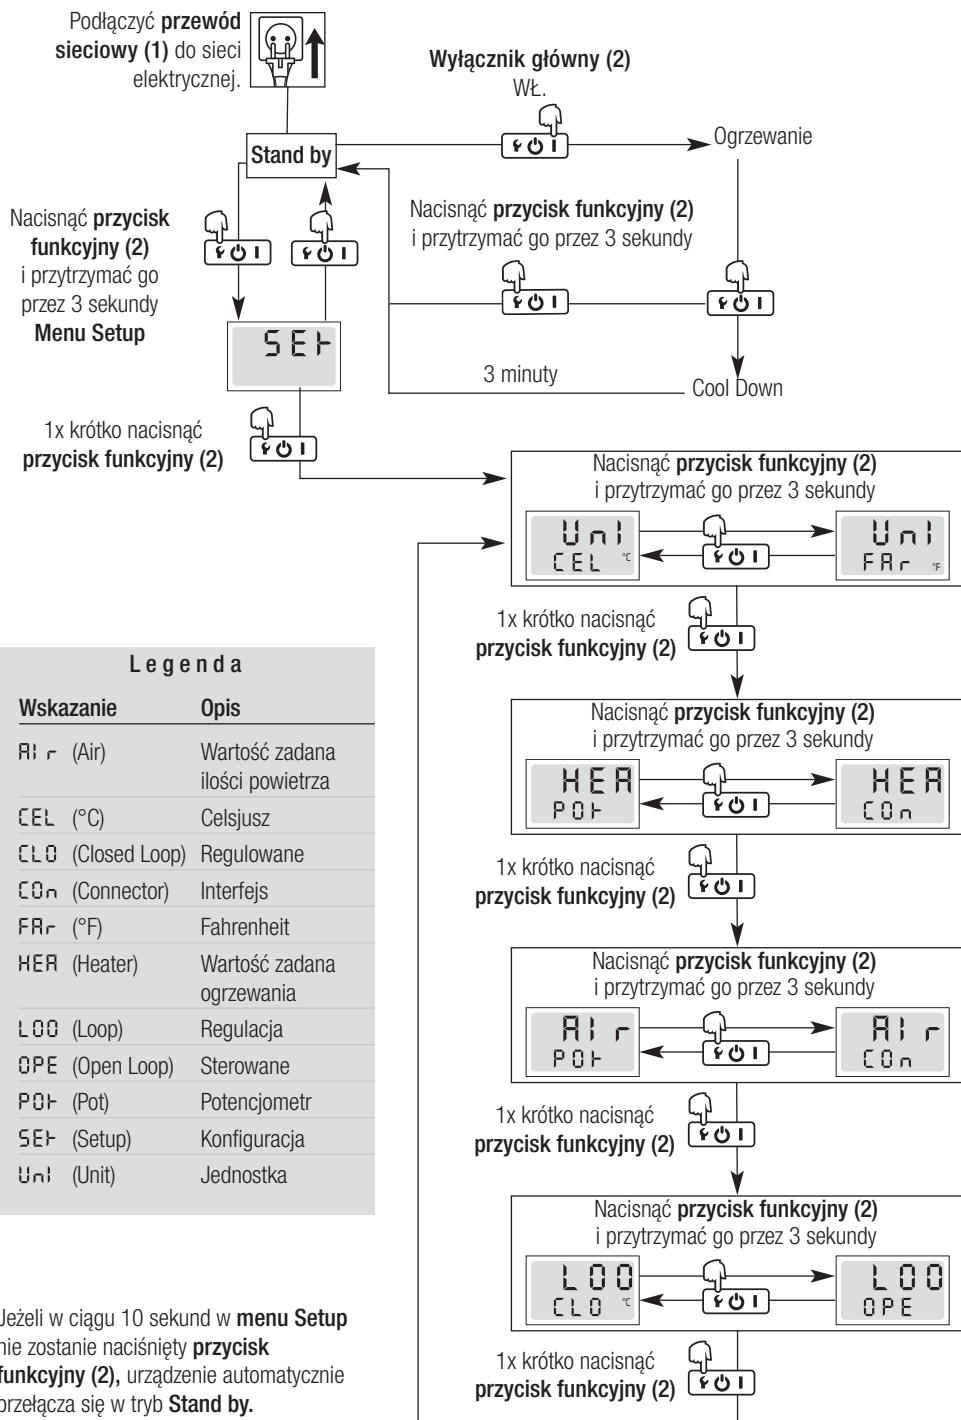 Podłączyć przewód
sieciowy (1) do sieci
elektrycznej.
Wyłącznik główny (2)
WŁ.
Stand by
Ogrzewanie
Nacisnąć przycisk
funkcyjny (2)
i przytrzymać go
przez 3 sekundy
Menu Setup
Nacisnąć przycisk funkcyjny (2)
i przytrzymać go przez 3 sekundy
SEt
3 minuty
Cool Down
1x krótko nacisnąć
przycisk funkcyjny (2)
Nacisnąć przycisk funkcyjny (2)
i przytrzymać go przez 3 sekundy
UnI
CEL °C
UnI
FAr °F
1x krótko nacisnąć
przycisk funkcyjny (2)
Nacisnąć przycisk funkcyjny (2)
i przytrzymać go przez 3 sekundy
HEA
POt
HEA
COn
1x krótko nacisnąć
przycisk funkcyjny (2)
Nacisnąć przycisk funkcyjny (2)
i przytrzymać go przez 3 sekundy
AIr
POt
AIr
COn
1x krótko nacisnąć
przycisk funkcyjny (2)
Nacisnąć przycisk funkcyjny (2)
i przytrzymać go przez 3 sekundy
LOO
CLO °C
LOO
OPE
1x krótko nacisnąć
przycisk funkcyjny (2)
Legenda
Wskazanie Opis
AIr (Air) Wartość zadana
ilości powietrza
CEL (°C) Celsjusz
CLO (Closed Loop) Regulowane
COn (Connector) Interfejs
FAr (°F) Fahrenheit
HEA (Heater) Wartość zadana
ogrzewania
LOO (Loop) Regulacja
OPE (Open Loop) Sterowane
POt (Pot) Potencjometr
SEt (Setup) Konfiguracja
UnI (Unit) Jednostka
Jeżeli w ciągu 10 sekund w menu Setup
nie zostanie naciśnięty przycisk
funkcyjny (2), urządzenie automatycznie
przełącza się w tryb Stand by.